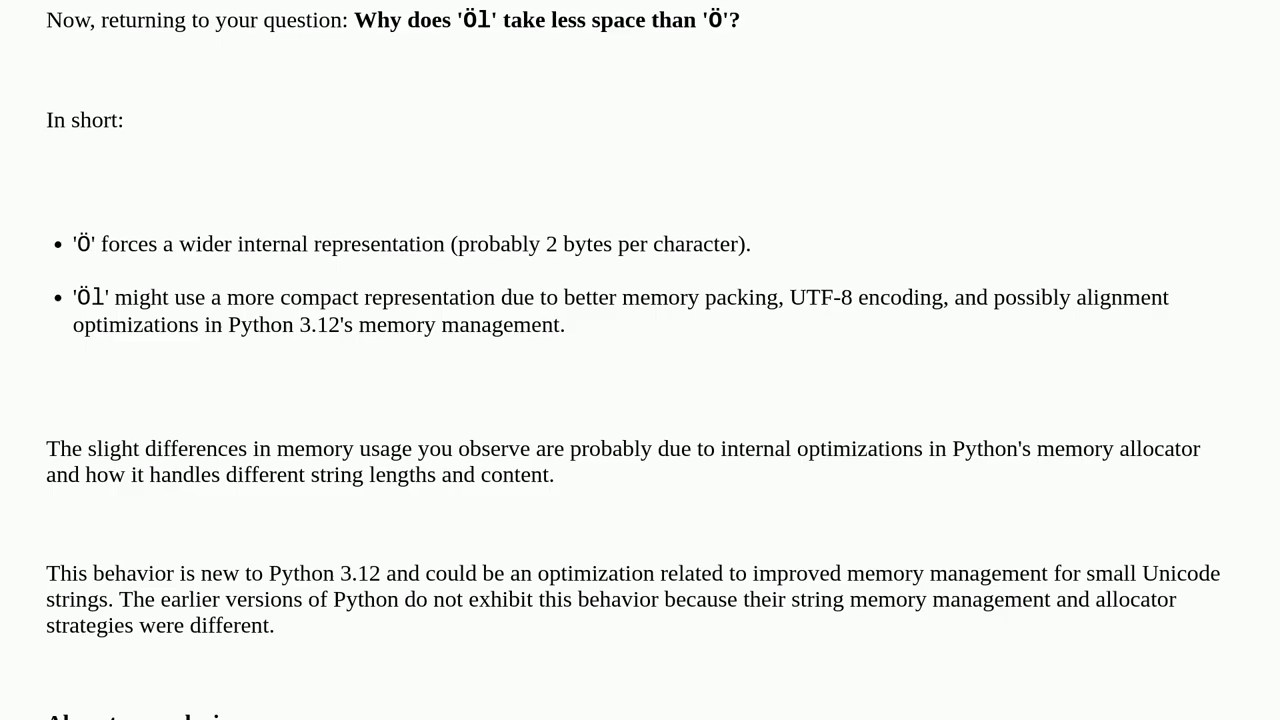 Now, returning to your question: Why does 'Öl' take less space than 'Ö'?
In short:
• 'Ö' forces a wider internal representation (probably 2 bytes per character).
• 'Öl' might use a more compact representation due to better memory packing, UTF-8 encoding, and possibly alignment
optimizations in Python 3.12's memory management.
The slight differences in memory usage you observe are probably due to internal optimizations in Python's memory allocator
and how it handles different string lengths and content.
This behavior is new to Python 3.12 and could be an optimization related to improved memory management for small Unicode
strings. The earlier versions of Python do not exhibit this behavior because their string memory management and allocator
strategies were different.